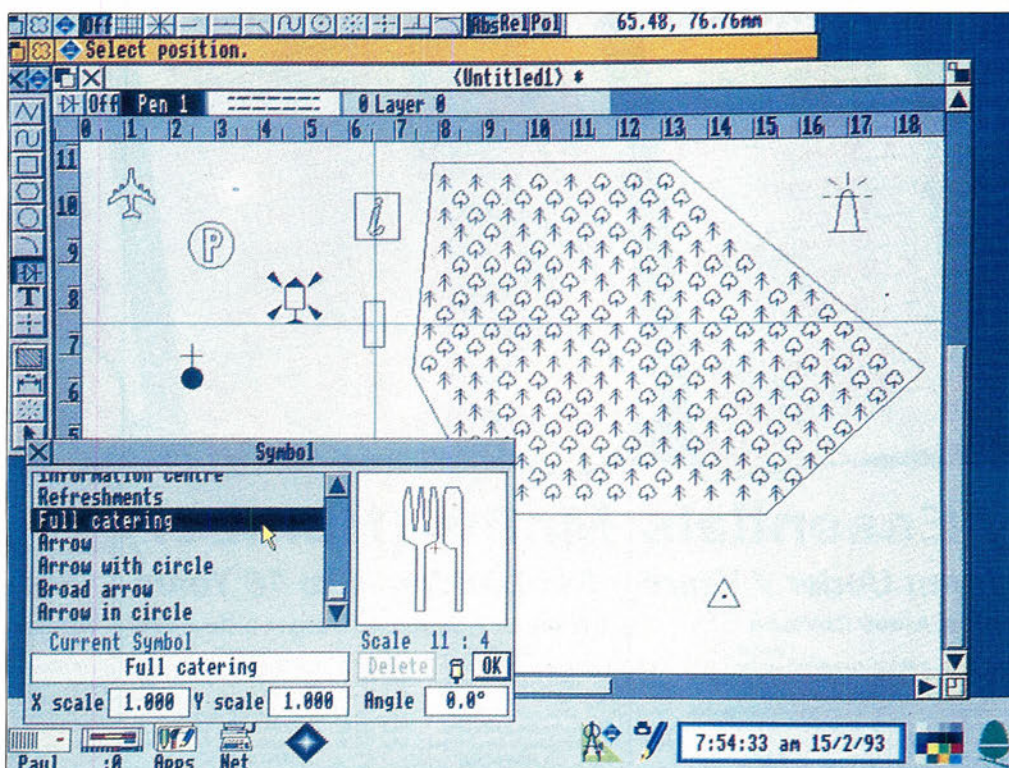 Off AbsRelPol 65.48, 76.76mm
Select position.
<Untitled1> *
Off Pen 1 0 Layer 0
0 1 2 3 4 5 6 7 8 9 10 11 12 13 14 15 16 17 18
11
10
9
8
7
6
5
P
i
Symbol
Information centre
Refreshments
Full catering
Arrow
Arrow with circle
Broad arrow
Arrow in circle
Current Symbol
Full catering
Scale 11 : 4
Delete OK
X scale 1.000 Y scale 1.000 Angle 0.0°
7:54:33 am 15/2/93
Paul :0 Apps Net